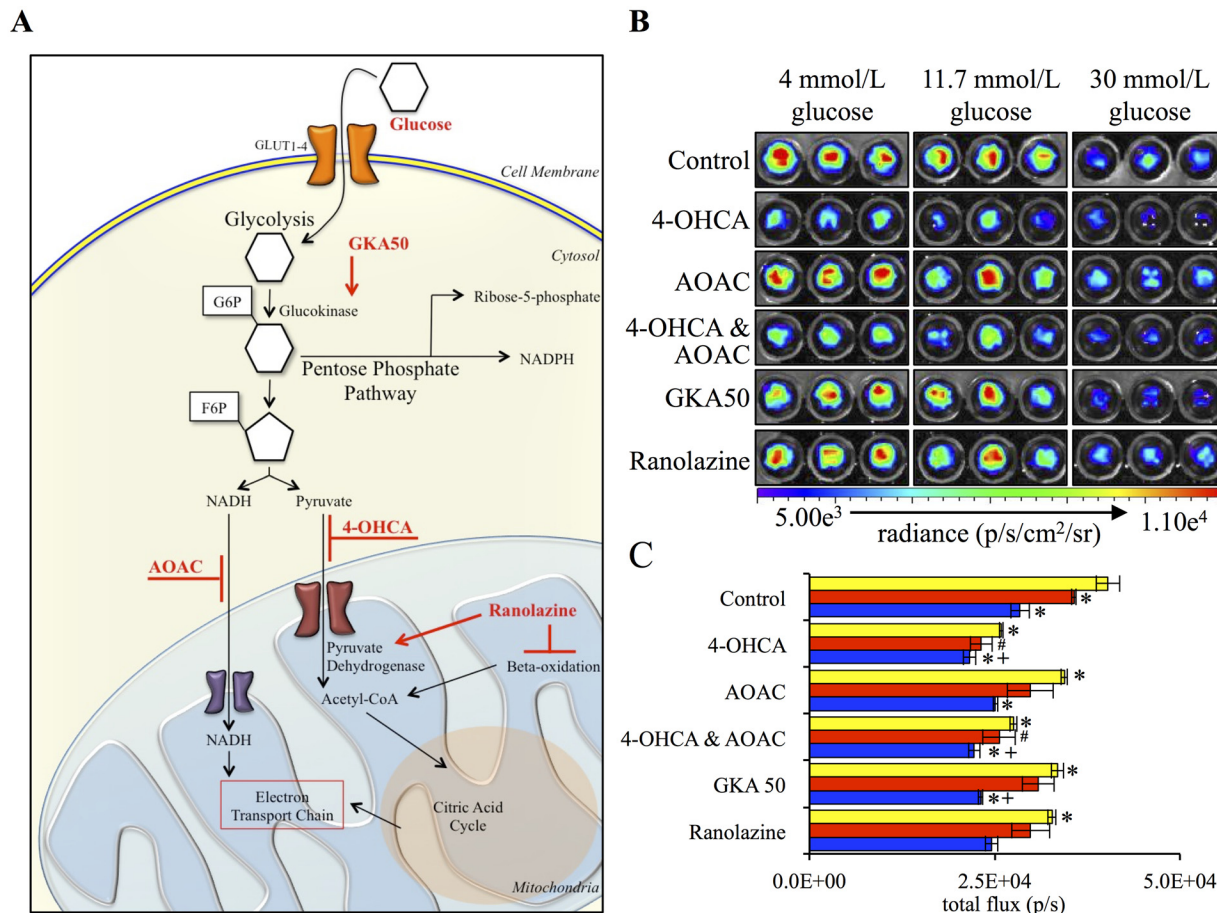 A
Glucose
GLUT1-4
Cell Membrane
Glycolysis
GKA50
Cytosol
G6P
Glucokinase
Ribose-5-phosphate
NADPH
Pentose Phosphate
Pathway
F6P
NADH
Pyruvate
4-OHCA
AOAC
Ranolazine
Pyruvate
Dehydrogenase
Beta-oxidation
Acetyl-CoA
NADH
Electron
Transport Chain
Citric Acid
Cycle
Mitochondria
B
4 mmol/L
glucose
11.7 mmol/L
glucose
30 mmol/L
glucose
Control
4-OHCA
AOAC
4-OHCA &
AOAC
GKA50
Ranolazine
5.00e³
1.10e⁴
radiance (p/s/cm²/sr)
C
Control
*
*
4-OHCA
*
#
* +
AOAC
*
*
4-OHCA & AOAC
*
#
* +
GKA 50
*
*+
Ranolazine
*
0.0E+00
2.5E+04
5.0E+04
total flux (p/s)